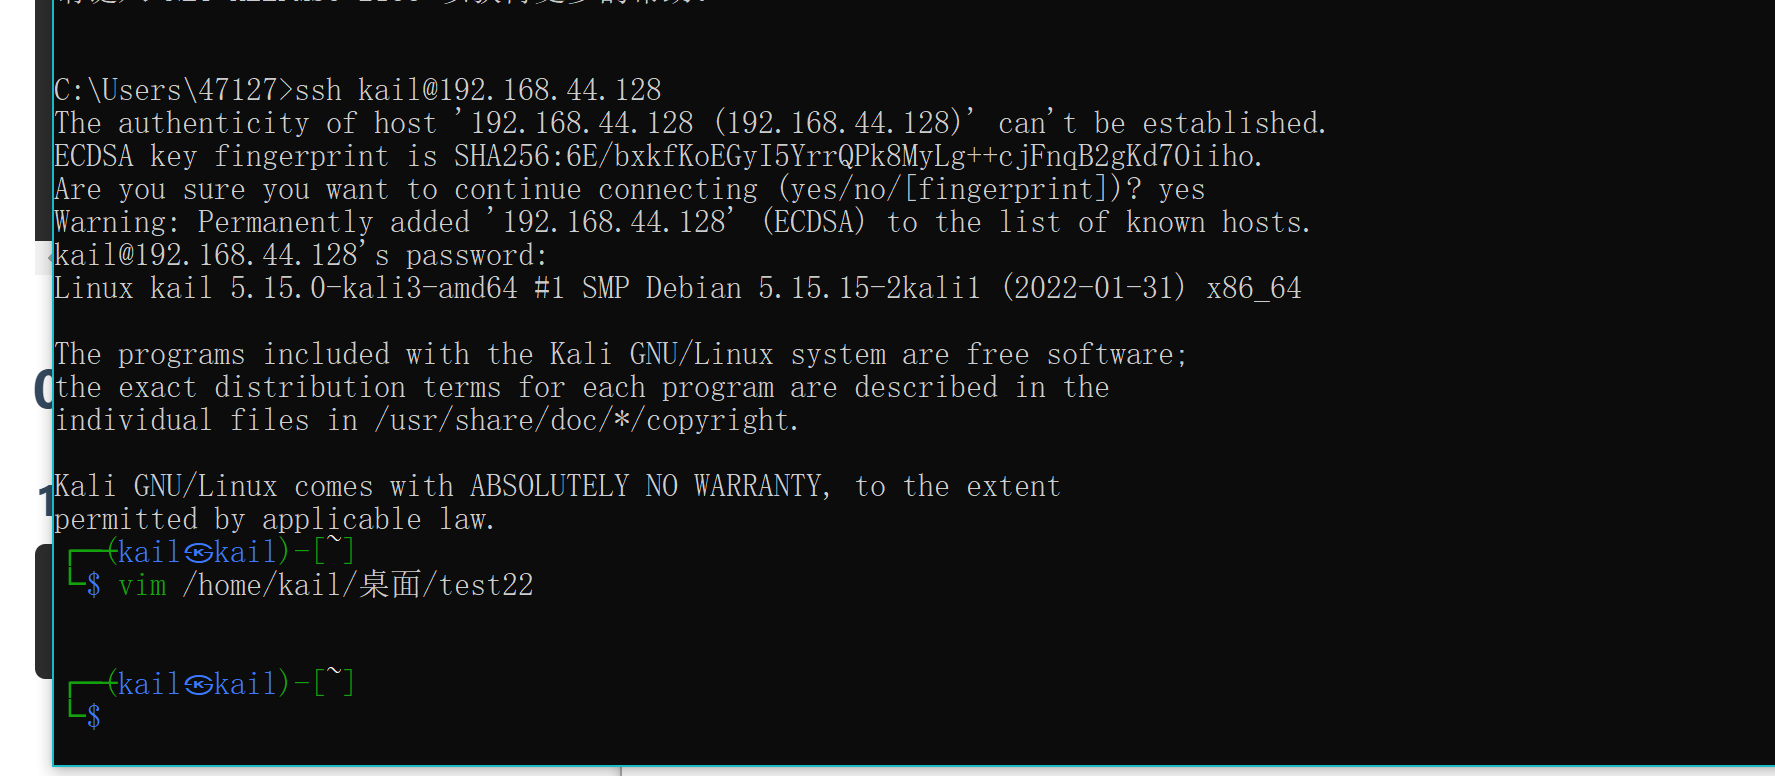 C:\Users\47127>ssh kail@192.168.44.128
The authenticity of host '192.168.44.128 (192.168.44.128)' can't be established.
ECDSA key fingerprint is SHA256:6E/bxkfKoEGyI5YrrQPk8MyLg++cjFnqB2gKd7Oiiho.
Are you sure you want to continue connecting (yes/no/[fingerprint])? yes
Warning: Permanently added '192.168.44.128' (ECDSA) to the list of known hosts.
kail@192.168.44.128's password:
Linux kail 5.15.0-kali3-amd64 #1 SMP Debian 5.15.15-2kali1 (2022-01-31) x86_64
The programs included with the Kali GNU/Linux system are free software;
the exact distribution terms for each program are described in the
individual files in /usr/share/doc/*/copyright.
Kali GNU/Linux comes with ABSOLUTELY NO WARRANTY, to the extent
permitted by applicable law.
┌──(kail㉿kail)-[~]
└─$ vim /home/kail/桌面/test22
┌──(kail㉿kail)-[~]
└─$